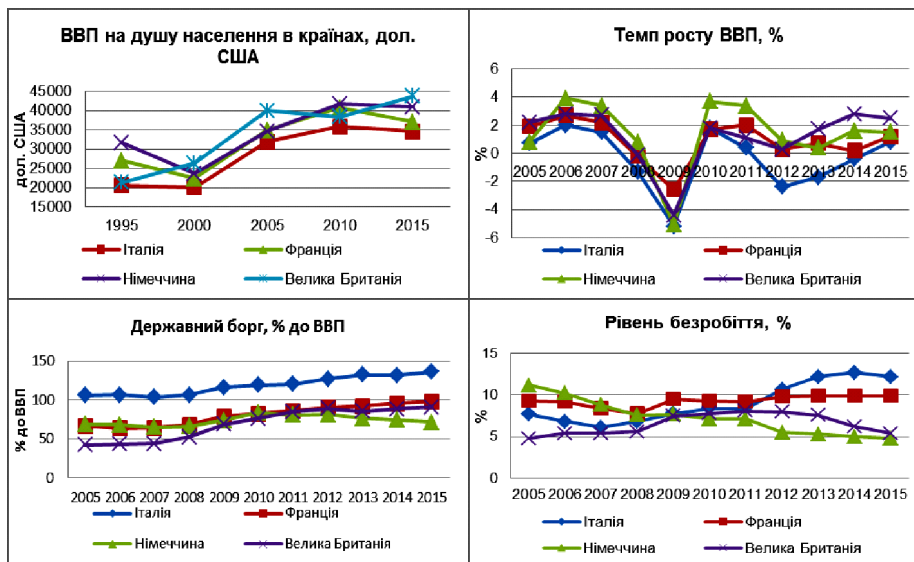 ВВП на душу населення в країнах, дол.
США
дол. США
45000
40000
35000
30000
25000
20000
15000
1995 2000 2005 2010 2015
Італія Франція
Німеччина Велика Британія
Темп росту ВВП, %
%
6
4
2
0
-2
-4
-6
2005 2006 2007 2008 2009 2010 2011 2012 2013 2014 2015
Італія Франція
Німеччина Велика Британія
Державний борг, % до ВВП
% до ВВП
150
100
50
0
2005 2006 2007 2008 2009 2010 2011 2012 2013 2014 2015
Італія Франція
Німеччина Велика Британія
Рівень безробіття, %
%
15
10
5
0
2005 2006 2007 2008 2009 2010 2011 2012 2013 2014 2015
Італія Франція
Німеччина Велика Британія